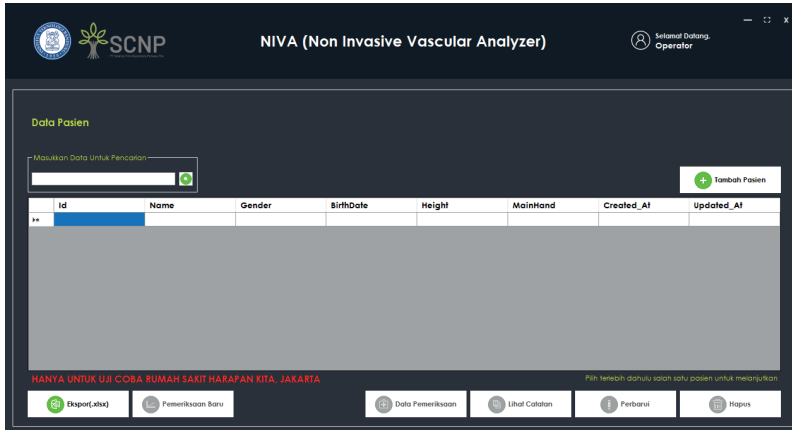 SCNP
NIVA (Non Invasive Vascular Analyzer)
Selamat Datang,
Operator
Data Pasien
Masukkan Data Untuk Pencarian
Tambah Pasien
Id Name Gender BirthDate Height MainHand Created_At Updated_At
HANYA UNTUK UJI COBA RUMAH SAKIT HARAPAN KITA, JAKARTA
Pilih terlebih dahulu salah satu pasien untuk melanjutkan
Ekspor(.xlsx) Pemeriksaan Baru Data Pemeriksaan Lihat Catatan Perbarui Hapus